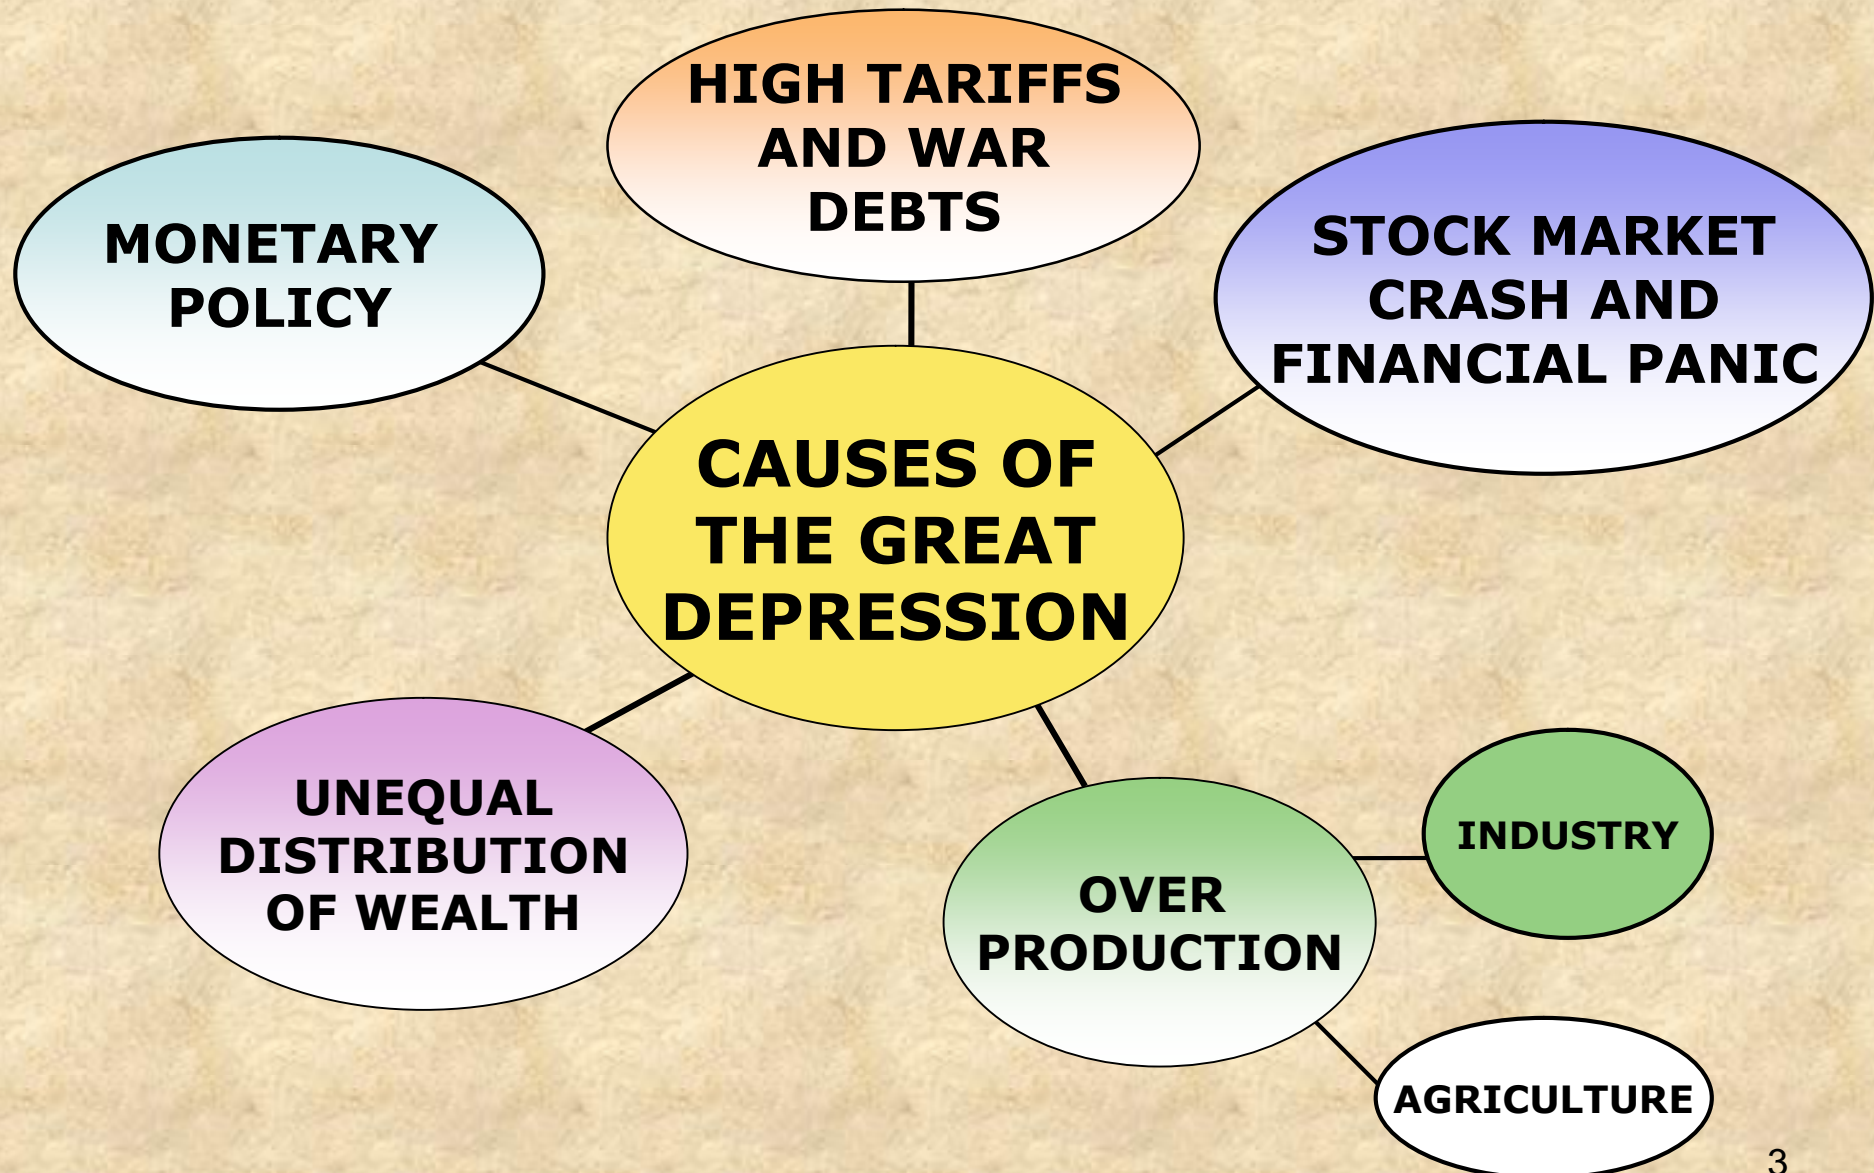 HIGH TARIFFS
AND WAR
DEBTS
MONETARY
POLICY
STOCK MARKET
CRASH AND
FINANCIAL PANIC
CAUSES OF
THE GREAT
DEPRESSION
UNEQUAL
DISTRIBUTION
OF WEALTH
OVER
PRODUCTION
INDUSTRY
AGRICULTURE
3